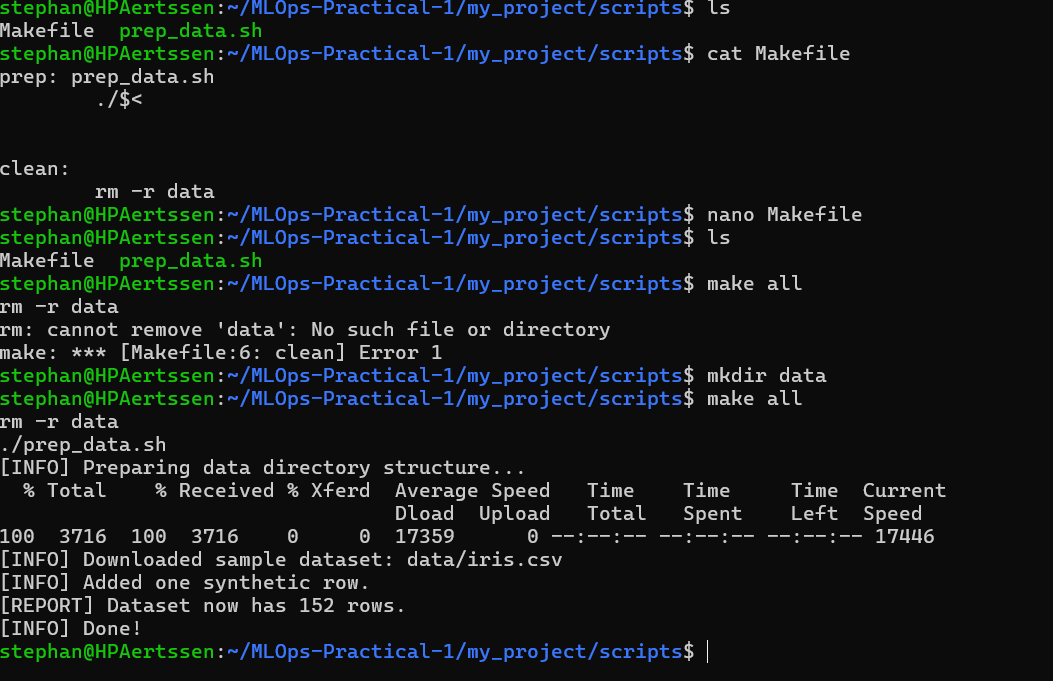 stephan@HPAertssen:~/MLOps-Practical-1/my_project/scripts$ ls
Makefile  prep_data.sh
stephan@HPAertssen:~/MLOps-Practical-1/my_project/scripts$ cat Makefile
prep: prep_data.sh
        ./$<
clean:
        rm -r data
stephan@HPAertssen:~/MLOps-Practical-1/my_project/scripts$ nano Makefile
stephan@HPAertssen:~/MLOps-Practical-1/my_project/scripts$ ls
Makefile  prep_data.sh
stephan@HPAertssen:~/MLOps-Practical-1/my_project/scripts$ make all
rm -r data
rm: cannot remove 'data': No such file or directory
make: *** [Makefile:6: clean] Error 1
stephan@HPAertssen:~/MLOps-Practical-1/my_project/scripts$ mkdir data
stephan@HPAertssen:~/MLOps-Practical-1/my_project/scripts$ make all
rm -r data
./prep_data.sh
[INFO] Preparing data directory structure...
  % Total    % Received % Xferd  Average Speed   Time    Time     Time  Current
                                 Dload  Upload   Total   Spent    Left  Speed
100  3716  100  3716    0     0  17359      0 --:--:-- --:--:-- --:--:-- 17446
[INFO] Downloaded sample dataset: data/iris.csv
[INFO] Added one synthetic row.
[REPORT] Dataset now has 152 rows.
[INFO] Done!
stephan@HPAertssen:~/MLOps-Practical-1/my_project/scripts$